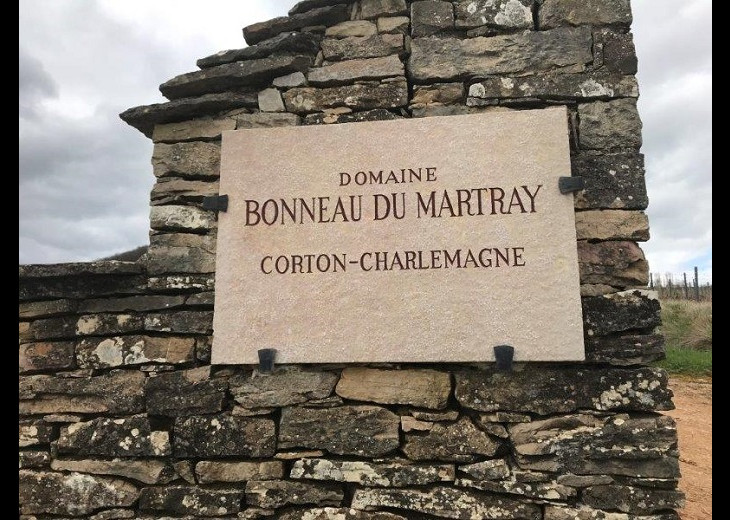 DOMAINE
BONNEAU DU MARTRAY
CORTON-CHARLEMAGNE